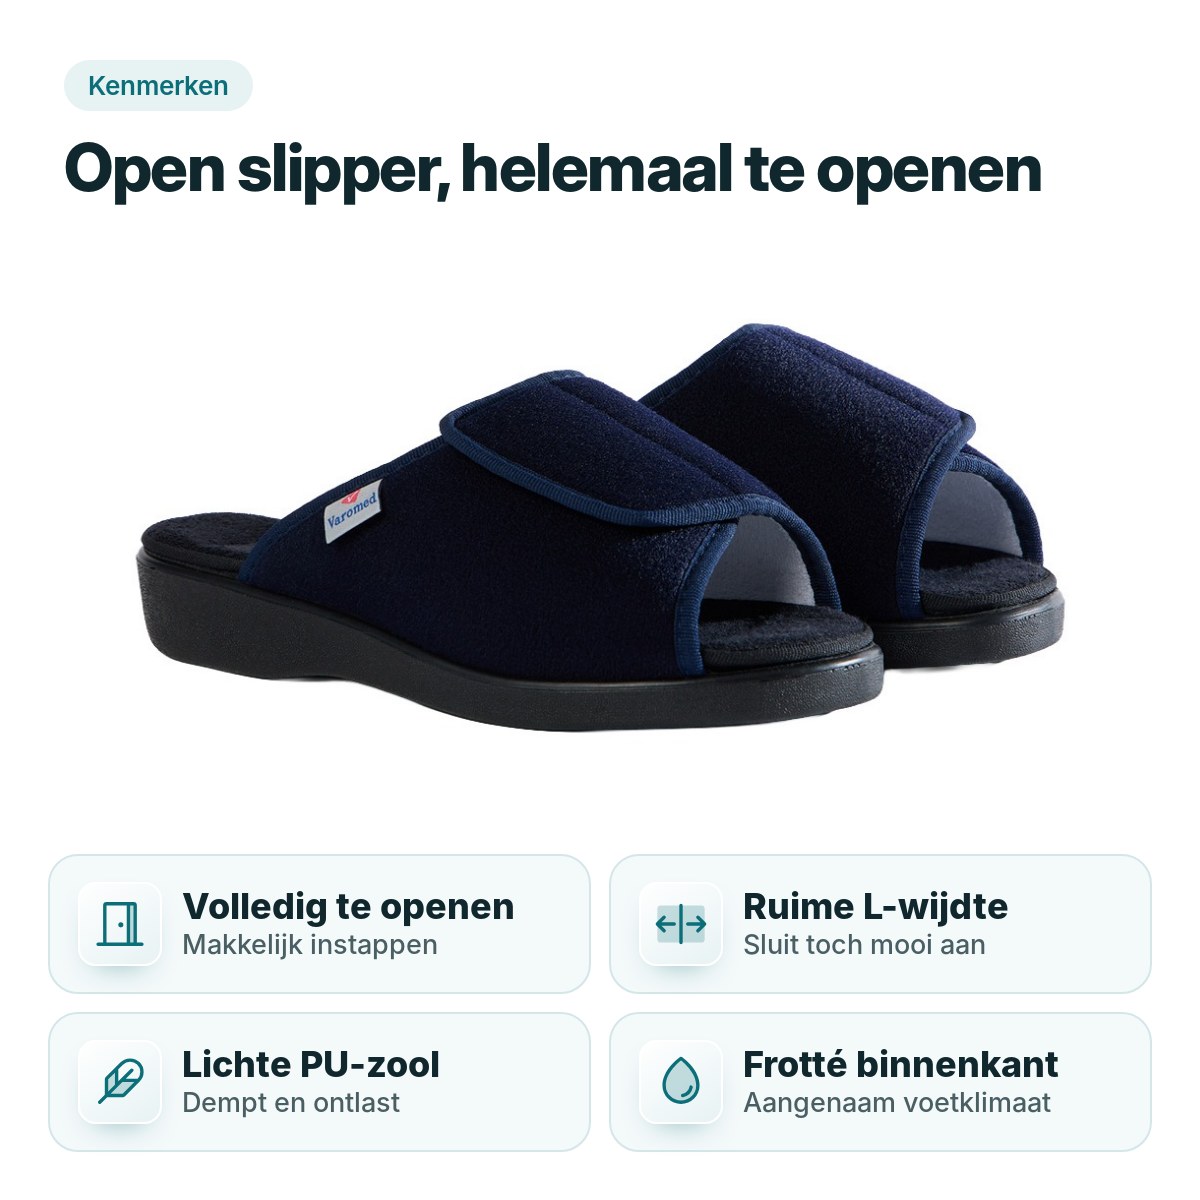 Kenmerken
Open slipper, helemaal te openen
Varomed
Volledig te openen
Makkelijk instappen
Ruime L-wijdte
Sluit toch mooi aan
Lichte PU-zool
Dempt en ontlast
Frotté binnenkant
Aangenaam voetklimaat